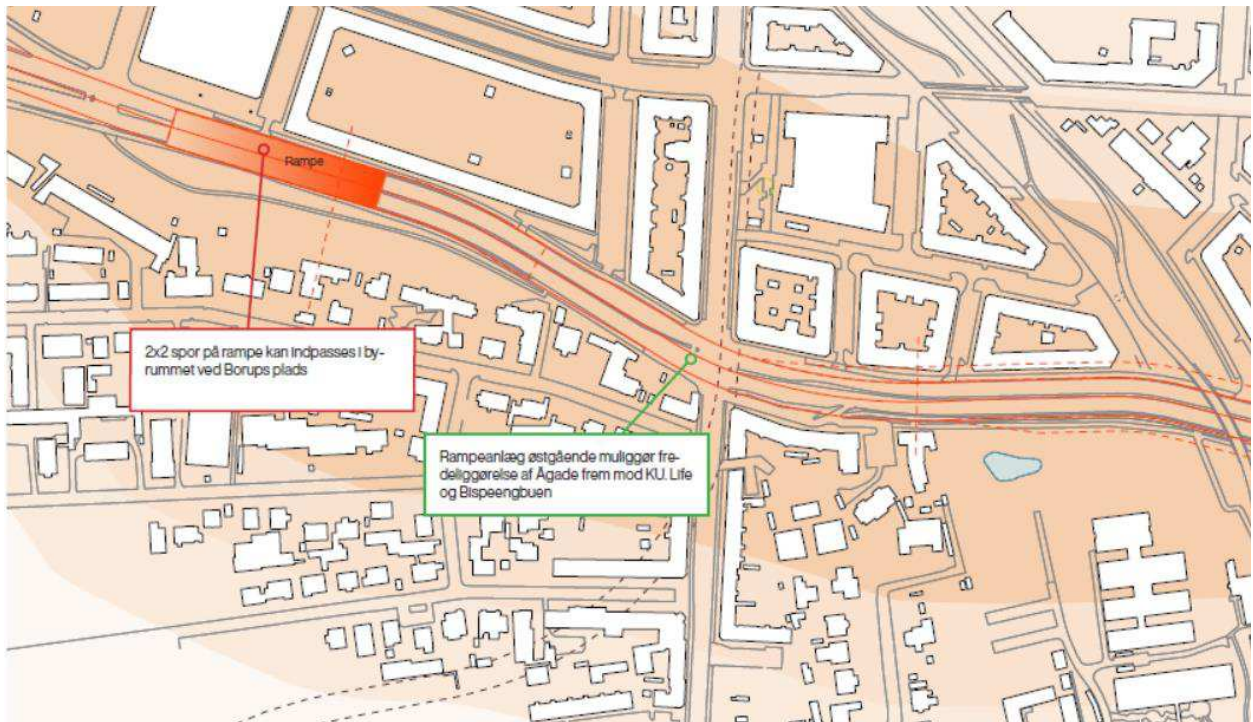 Rampe
2x2 spor på rampe kan indpasses i by-
rummet ved Borups plads
Rampeanlæg østgående muliggør fre-
deliggørelse af Ågade frem mod KU. Life
og Bispeengbuen